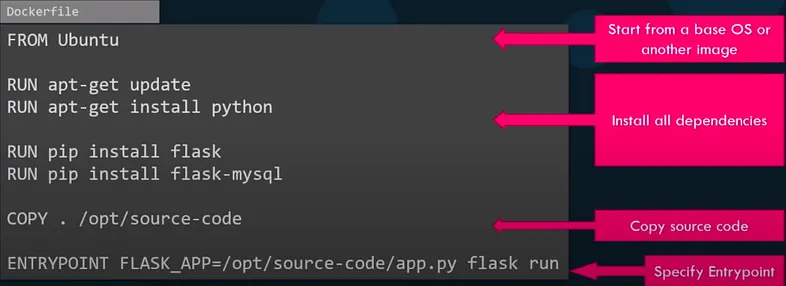 Dockerfile
FROM Ubuntu
Start from a base OS or
another image
RUN apt-get update
RUN apt-get install python
Install all dependencies
RUN pip install flask
RUN pip install flask-mysql
COPY . /opt/source-code
Copy source code
ENTRYPOINT FLASK_APP=/opt/source-code/app.py flask run
Specify Entrypoint